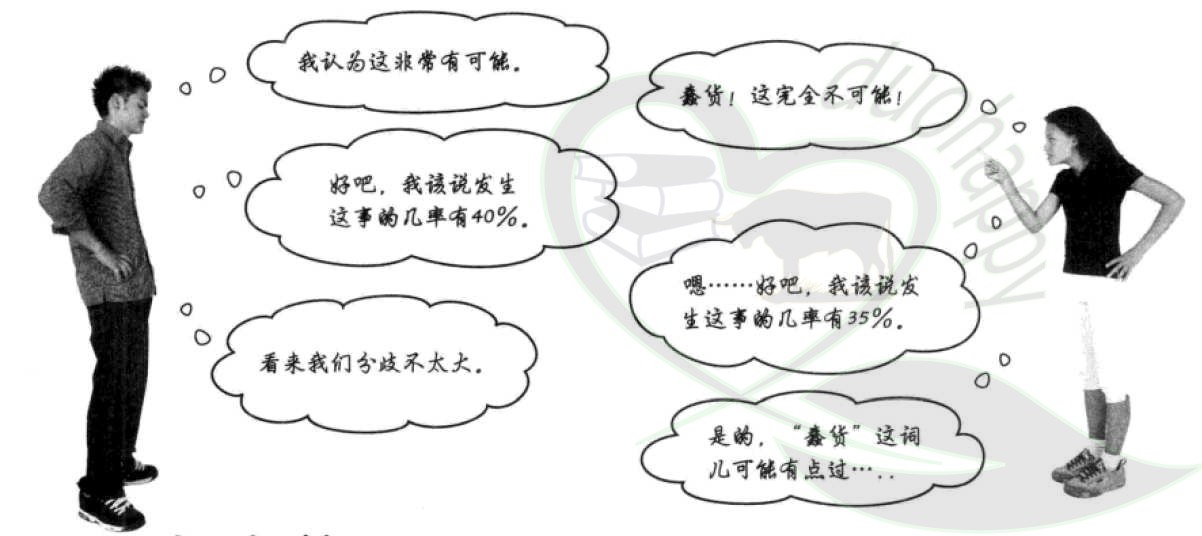 我认为这非常有可能。
蠢货！这完全不可能！
好吧，我该说发生
这事的几率有40%。
嗯……好吧，我该说发
生这事的几率有35%。
看来我们分歧不太大。
是的，“蠢货”这词
儿可能有点过…..
duohappy